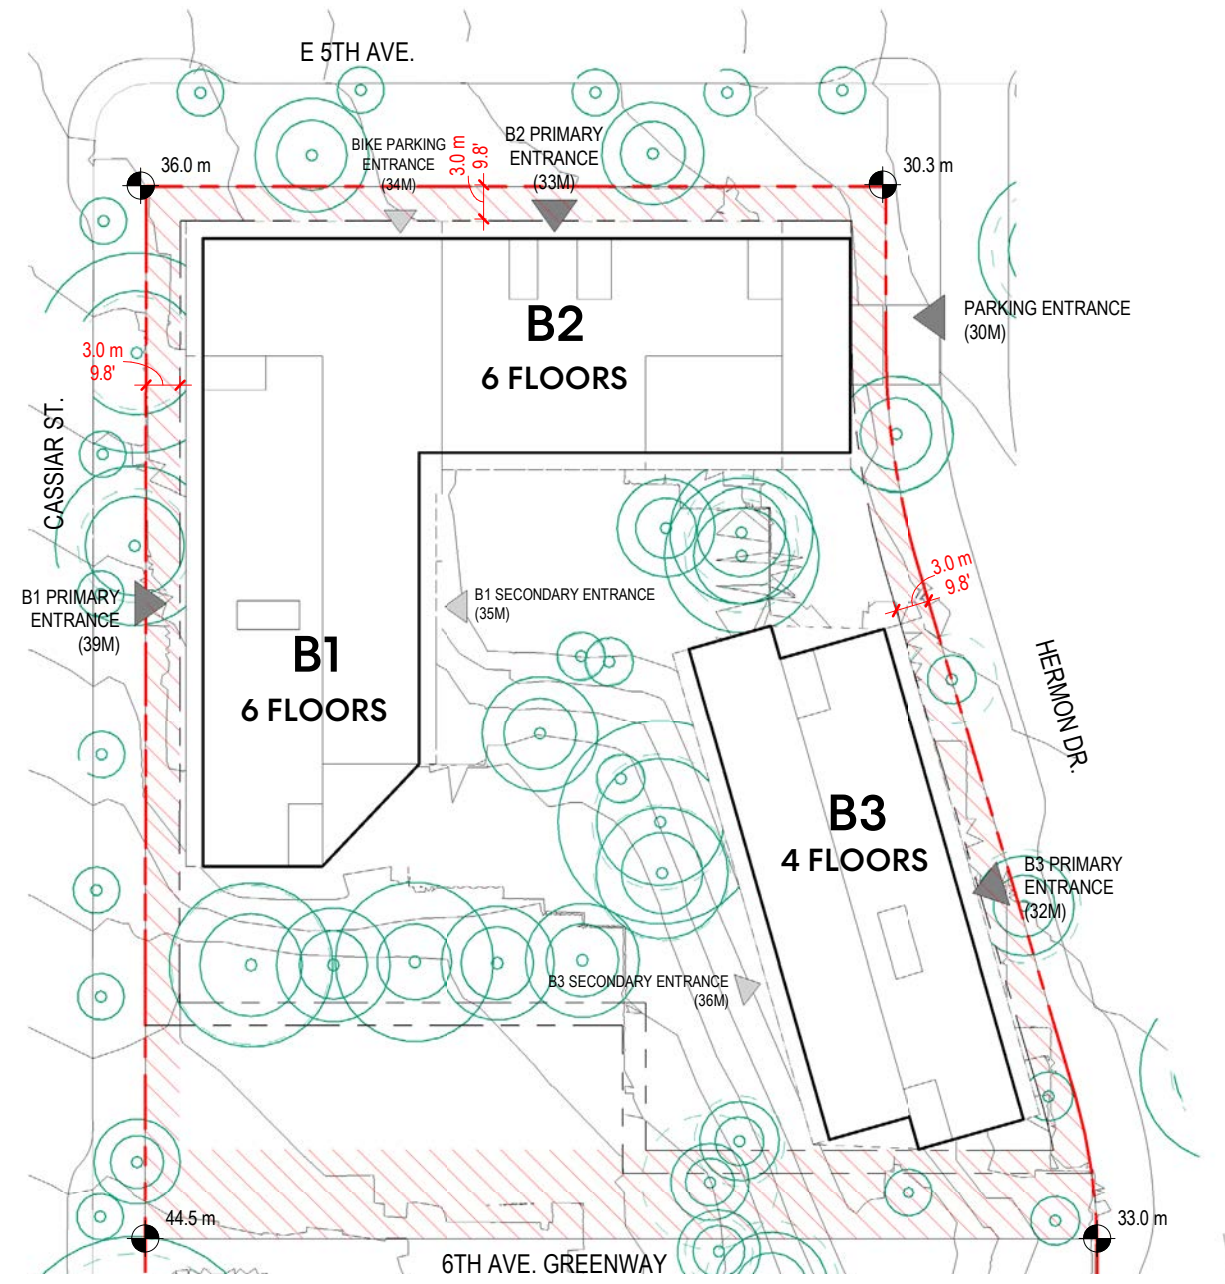 E 5TH AVE.
36.0 m
BIKE PARKING
ENTRANCE
(34M)
3.0 m
9.8'
B2 PRIMARY
ENTRANCE
(33M)
30.3 m
PARKING ENTRANCE
(30M)
B2
6 FLOORS
3.0 m
9.8'
CASSIAR ST.
B1 PRIMARY
ENTRANCE
(39M)
B1 SECONDARY ENTRANCE
(35M)
3.0 m
9.8'
B1
6 FLOORS
HERMON DR.
B3
4 FLOORS
B3 PRIMARY
ENTRANCE
(32M)
B3 SECONDARY ENTRANCE
(36M)
44.5 m
33.0 m
6TH AVE. GREENWAY